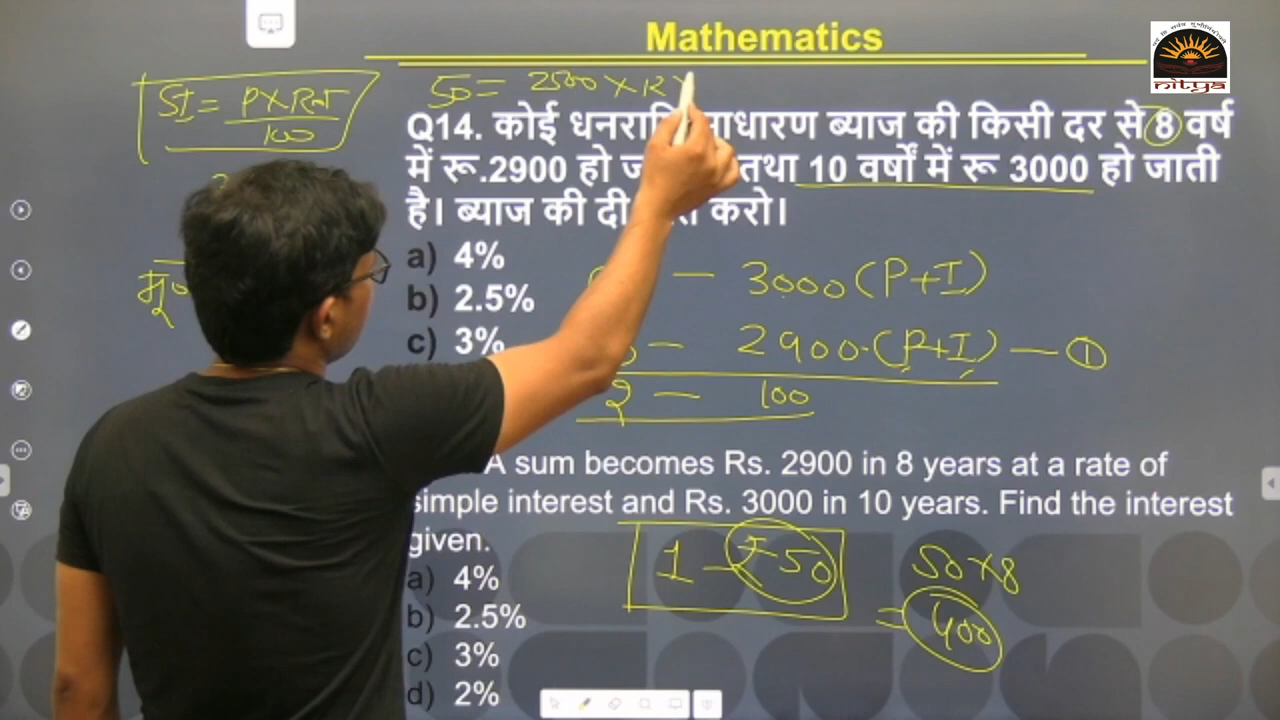 Mathematics
nitya
SI = P×R×T
100
50 = 2500 × R ×
Q14. कोई धनराशि साधारण ब्याज की किसी दर से 8 वर्ष
में रू.2900 हो तथा 10 वर्षों में रू 3000 हो जाती
है। ब्याज की करो।
a) 4%
b) 2.5%
c) 3%
– 3000 (P+I)
– 2900 (P+I) – 1
2 – 100
A sum becomes Rs. 2900 in 8 years at a rate of
simple interest and Rs. 3000 in 10 years. Find the interest
given.
a) 4%
b) 2.5%
c) 3%
d) 2%
1 – ₹50
50×8
= 400